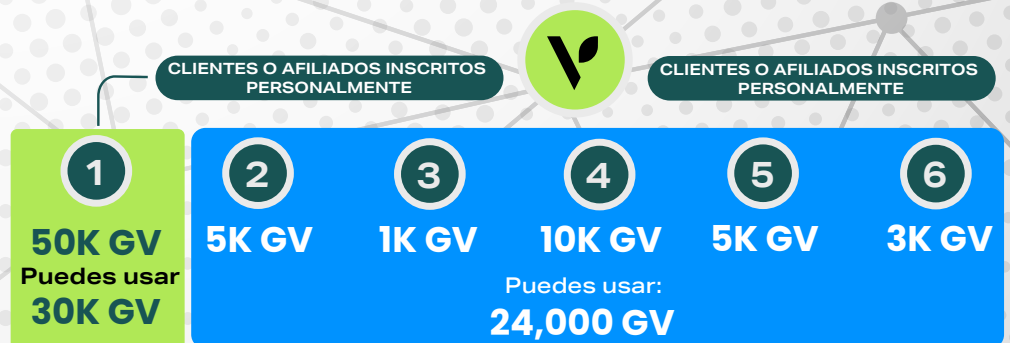 CLIENTES O AFILIADOS INSCRITOS
PERSONALMENTE
CLIENTES O AFILIADOS INSCRITOS
PERSONALMENTE
1
2
3
4
5
6
50K GV
5K GV
1K GV
10K GV
5K GV
3K GV
Puedes usar
30K GV
Puedes usar:
24,000 GV